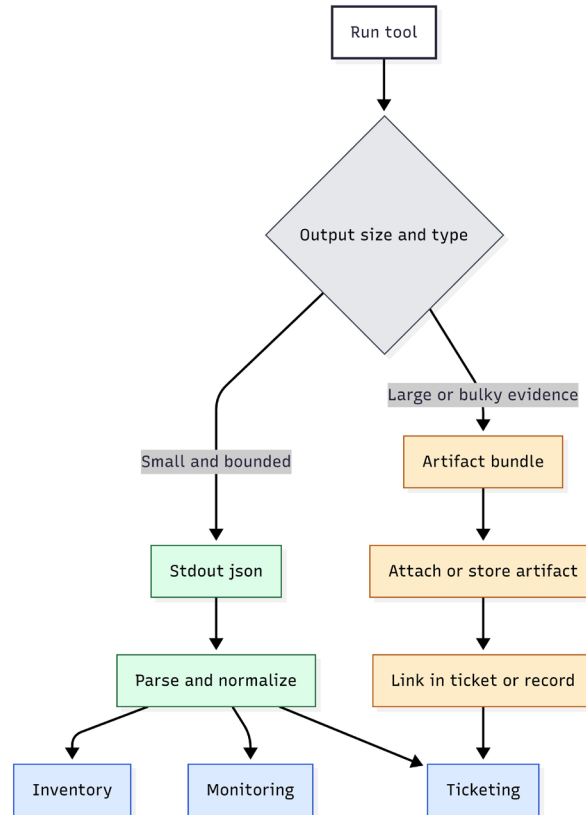 Run tool
Output size and type
Large or bulky evidence
Small and bounded
Artifact bundle
Stdout json
Attach or store artifact
Parse and normalize
Link in ticket or record
Inventory
Monitoring
Ticketing